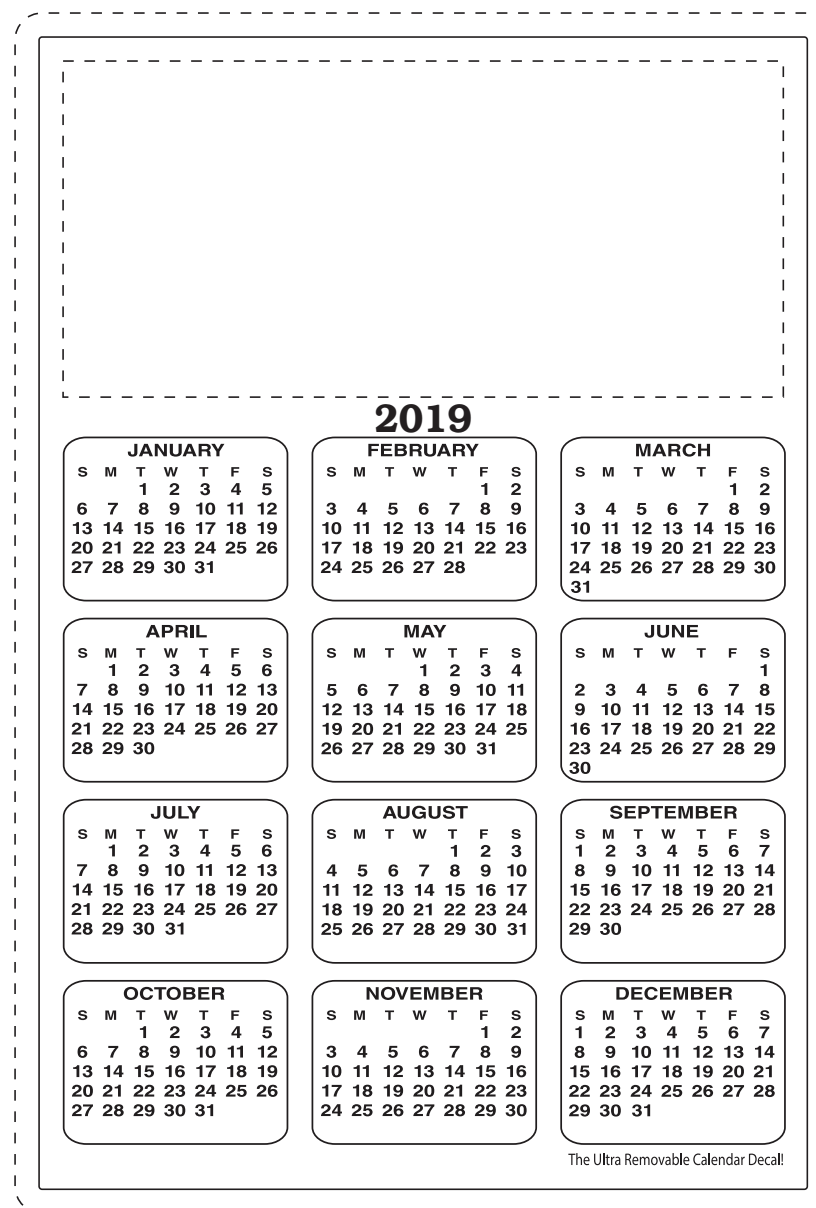 2019
JANUARY
S M T W T F S
1 2 3 4 5
6 7 8 9 10 11 12
13 14 15 16 17 18 19
20 21 22 23 24 25 26
27 28 29 30 31
FEBRUARY
S M T W T F S
1 2
3 4 5 6 7 8 9
10 11 12 13 14 15 16
17 18 19 20 21 22 23
24 25 26 27 28
MARCH
S M T W T F S
1 2
3 4 5 6 7 8 9
10 11 12 13 14 15 16
17 18 19 20 21 22 23
24 25 26 27 28 29 30
31
APRIL
S M T W T F S
1 2 3 4 5 6
7 8 9 10 11 12 13
14 15 16 17 18 19 20
21 22 23 24 25 26 27
28 29 30
MAY
S M T W T F S
1 2 3 4
5 6 7 8 9 10 11
12 13 14 15 16 17 18
19 20 21 22 23 24 25
26 27 28 29 30 31
JUNE
S M T W T F S
1
2 3 4 5 6 7 8
9 10 11 12 13 14 15
16 17 18 19 20 21 22
23 24 25 26 27 28 29
30
JULY
S M T W T F S
1 2 3 4 5 6
7 8 9 10 11 12 13
14 15 16 17 18 19 20
21 22 23 24 25 26 27
28 29 30 31
AUGUST
S M T W T F S
1 2 3
4 5 6 7 8 9 10
11 12 13 14 15 16 17
18 19 20 21 22 23 24
25 26 27 28 29 30 31
SEPTEMBER
S M T W T F S
1 2 3 4 5 6 7
8 9 10 11 12 13 14
15 16 17 18 19 20 21
22 23 24 25 26 27 28
29 30
OCTOBER
S M T W T F S
1 2 3 4 5
6 7 8 9 10 11 12
13 14 15 16 17 18 19
20 21 22 23 24 25 26
27 28 29 30 31
NOVEMBER
S M T W T F S
1 2
3 4 5 6 7 8 9
10 11 12 13 14 15 16
17 18 19 20 21 22 23
24 25 26 27 28 29 30
DECEMBER
S M T W T F S
1 2 3 4 5 6 7
8 9 10 11 12 13 14
15 16 17 18 19 20 21
22 23 24 25 26 27 28
29 30 31
The Ultra Removable Calendar Decal!